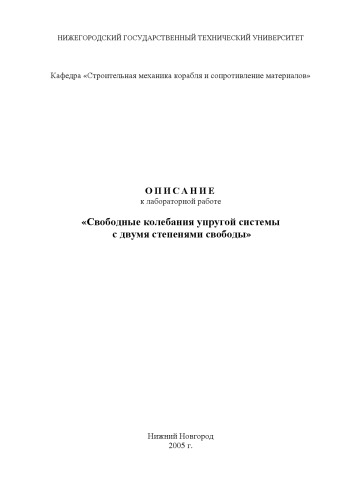 НИЖЕГОРОДСКИЙ ГОСУДАРСТВЕННЫЙ ТЕХНИЧЕСКИЙ УНИВЕРСИТЕТ
Кафедра «Строительная механика корабля и сопротивление материалов»
О П И С А Н И Е
к лабораторной работе
«Свободные колебания упругой системы
с двумя степенями свободы»
Нижний Новгород
2005 г.